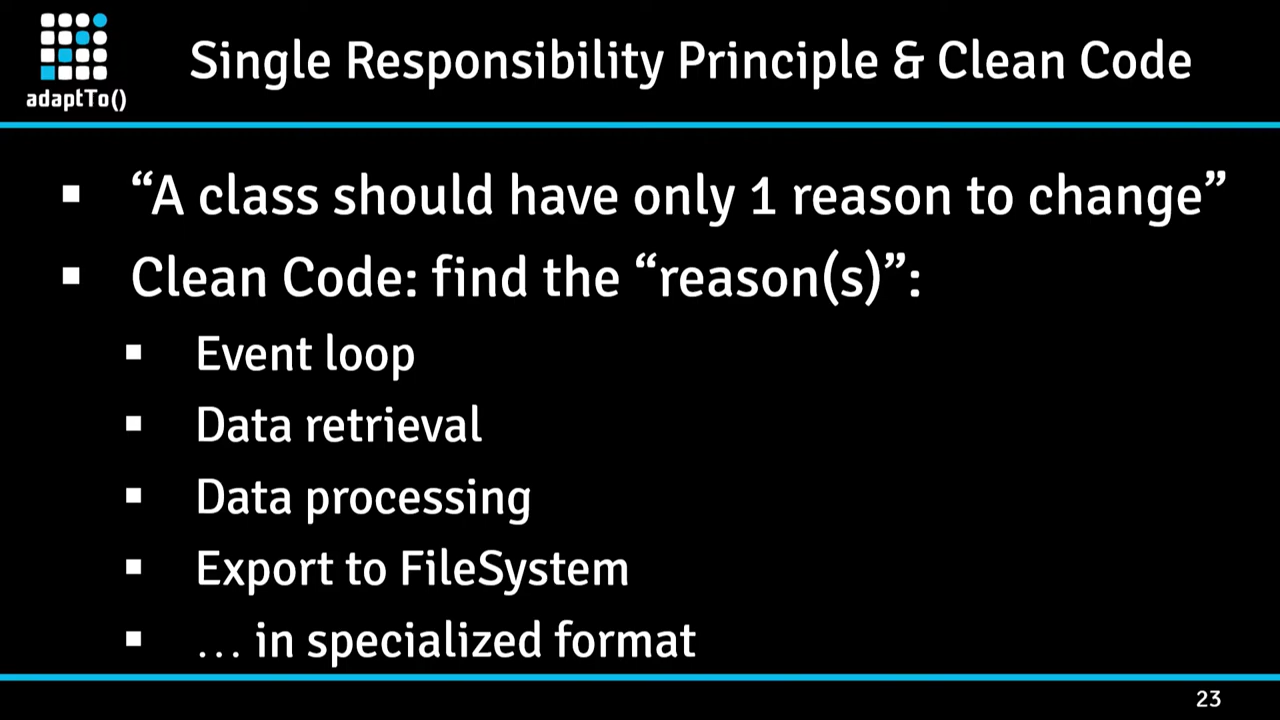 adaptTo()
Single Responsibility Principle & Clean Code
“A class should have only 1 reason to change”
Clean Code: find the “reason(s)”:
Event loop
Data retrieval
Data processing
Export to FileSystem
… in specialized format
23